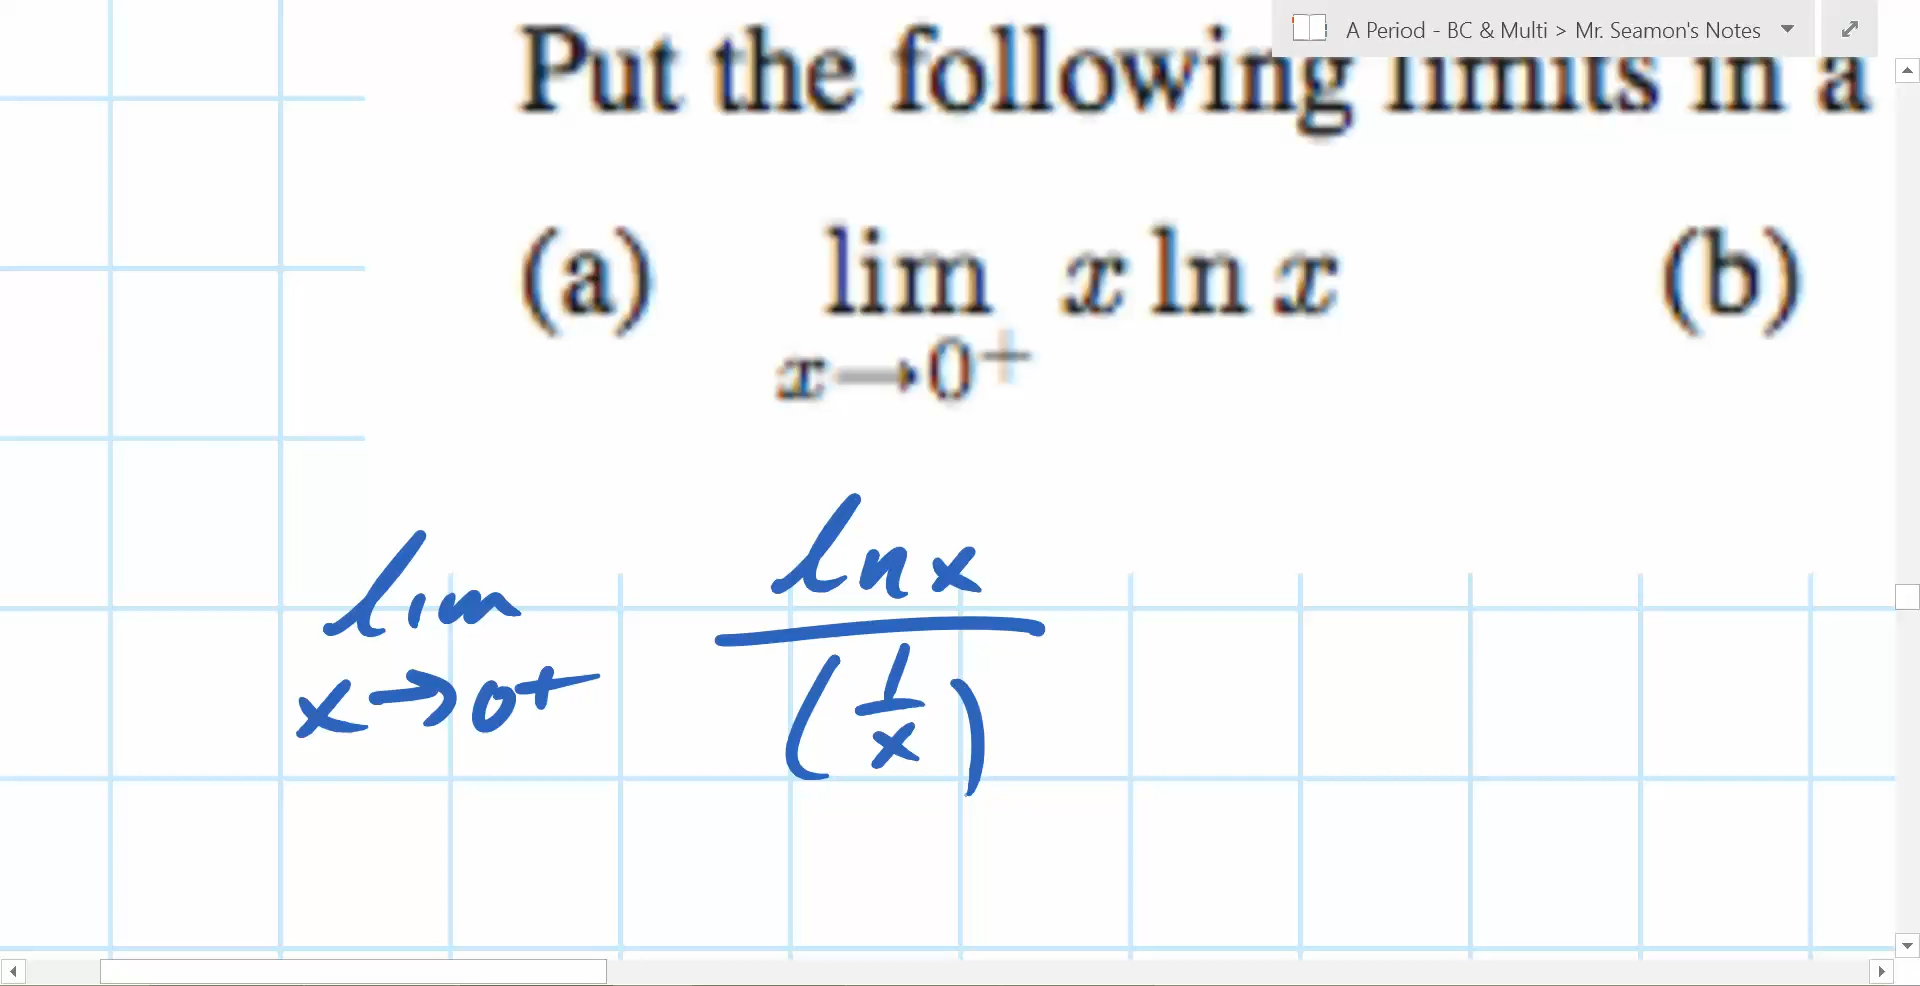 A Period - BC & Multi > Mr. Seamon's Notes
Put the following limits in a
(a) lim x ln x (b)
x→0⁺
lim ln x
x→0⁺ (1/x)